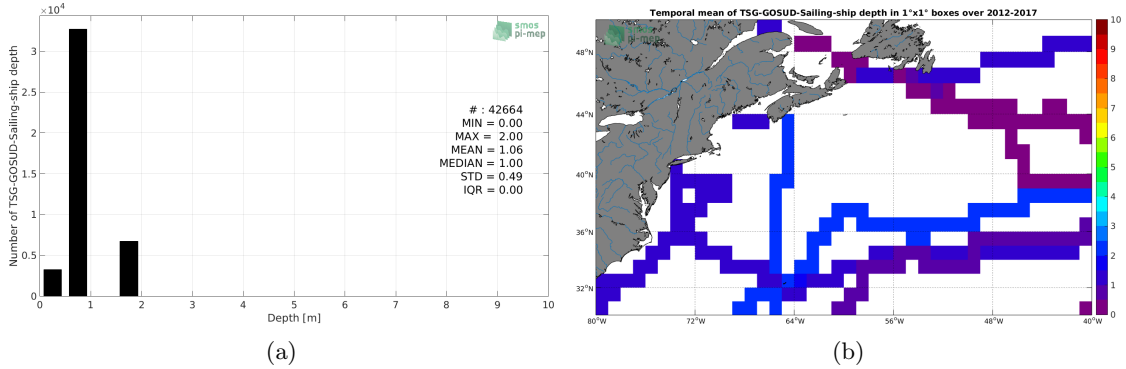 ×10⁴
smos
pi-mep
Number of TSG-GOSUD-Sailing-ship depth
3
2.5
2
1.5
1
0.5
0
# : 42664
MIN = 0.00
MAX = 2.00
MEAN = 1.06
MEDIAN = 1.00
STD = 0.49
IQR = 0.00
0 1 2 3 4 5 6 7 8 9 10
Depth [m]
(a)
Temporal mean of TSG-GOSUD-Sailing-ship depth in 1°x1° boxes over 2012-2017
smos
pi-mep
48°N
44°N
40°N
36°N
32°N
80°W 72°W 64°W 56°W 48°W 40°W
10
9
8
7
6
5
4
3
2
1
0
(b)